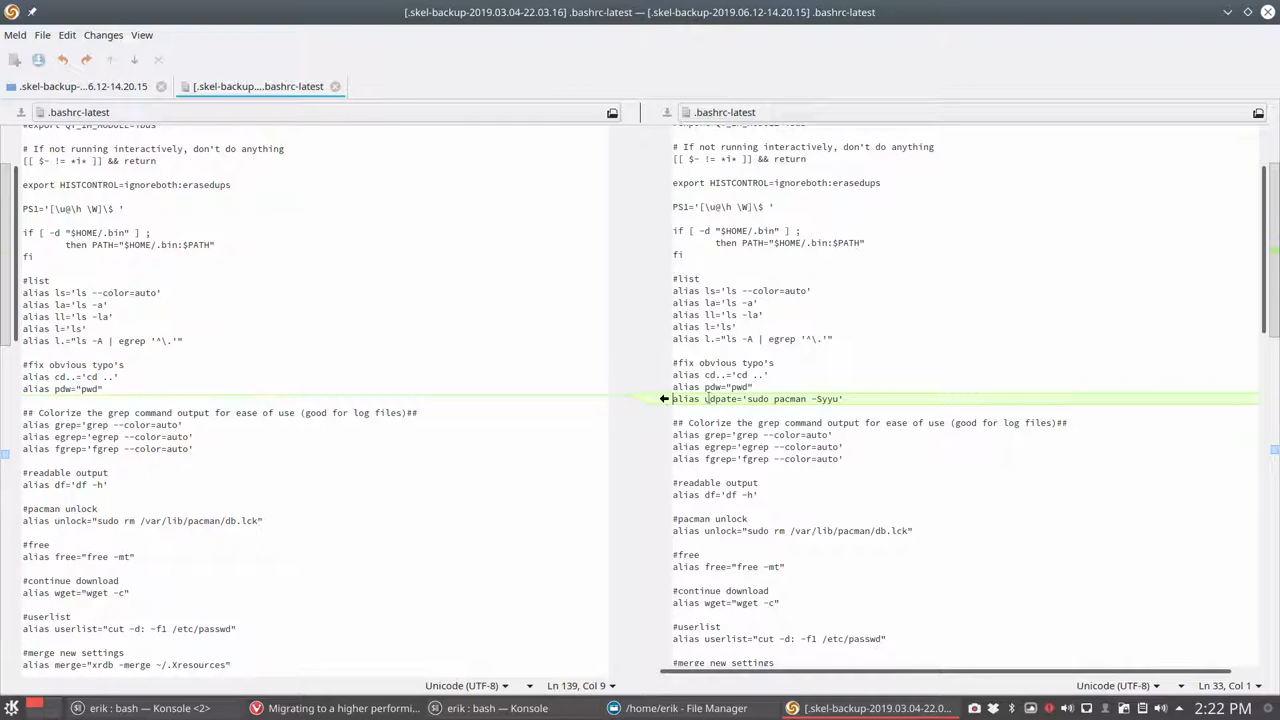 [.skel-backup-2019.03.04-22.03.16] .bashrc-latest — [.skel-backup-2019.06.12-14.20.15] .bashrc-latest
Meld File Edit Changes View
.skel-backup-...6.12-14.20.15 [.skel-backup....bashrc-latest
.bashrc-latest
# If not running interactively, don't do anything
[[ $- != *i* ]] && return
export HISTCONTROL=ignoreboth:erasedups
PS1='[\u@\h \W]\$ '
if [ -d "$HOME/.bin" ] ;
then PATH="$HOME/.bin:$PATH"
fi
#list
alias ls='ls --color=auto'
alias la='ls -a'
alias ll='ls -la'
alias l='ls'
alias l.="ls -A | egrep '^\.'"
#fix obvious typo's
alias cd..='cd ..'
alias pdw="pwd"
## Colorize the grep command output for ease of use (good for log files)##
alias grep='grep --color=auto'
alias egrep='egrep --color=auto'
alias fgrep='fgrep --color=auto'
#readable output
alias df='df -h'
#pacman unlock
alias unlock="sudo rm /var/lib/pacman/db.lck"
#free
alias free="free -mt"
#continue download
alias wget="wget -c"
#userlist
alias userlist="cut -d: -f1 /etc/passwd"
#merge new settings
alias merge="xrdb -merge ~/.Xresources"
Unicode (UTF-8) Ln 139, Col 9
.bashrc-latest
# If not running interactively, don't do anything
[[ $- != *i* ]] && return
export HISTCONTROL=ignoreboth:erasedups
PS1='[\u@\h \W]\$ '
if [ -d "$HOME/.bin" ] ;
then PATH="$HOME/.bin:$PATH"
fi
#list
alias ls='ls --color=auto'
alias la='ls -a'
alias ll='ls -la'
alias l='ls'
alias l.="ls -A | egrep '^\.'"
#fix obvious typo's
alias cd..='cd ..'
alias pdw="pwd"
alias udpate='sudo pacman -Syyu'
## Colorize the grep command output for ease of use (good for log files)##
alias grep='grep --color=auto'
alias egrep='egrep --color=auto'
alias fgrep='fgrep --color=auto'
#readable output
alias df='df -h'
#pacman unlock
alias unlock="sudo rm /var/lib/pacman/db.lck"
#free
alias free="free -mt"
#continue download
alias wget="wget -c"
#userlist
alias userlist="cut -d: -f1 /etc/passwd"
#merge new settings
Unicode (UTF-8) Ln 33, Col 1
erik : bash — Konsole <2> Migrating to a higher performi... erik : bash — Konsole /home/erik - File Manager [.skel-backup-2019.03.04-22.0... 2:22 PM